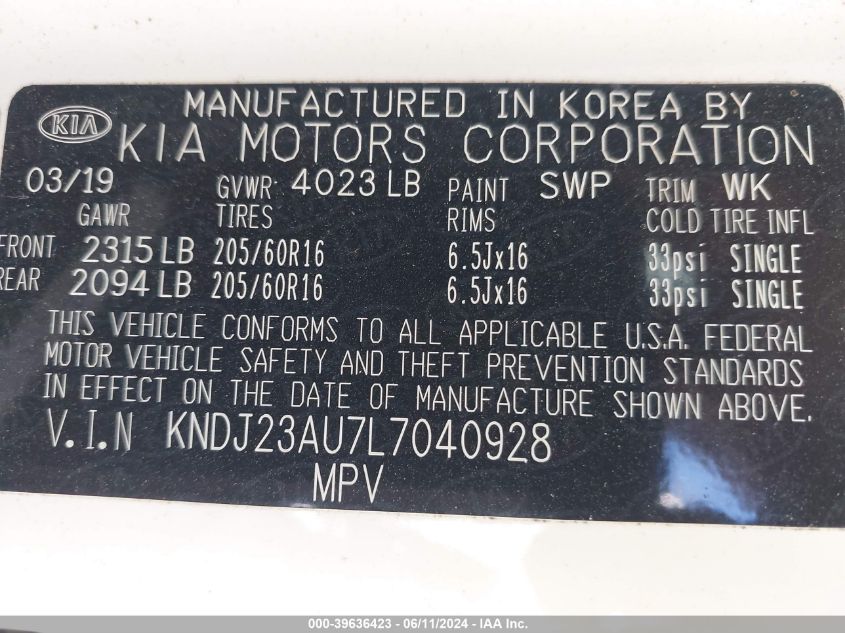 MANUFACTURED IN KOREA BY
KIA KIA MOTORS CORPORATION
03/19 GVWR 4023 LB PAINT SWP TRIM WK
GAWR TIRES RIMS COLD TIRE INFL
FRONT 2315 LB 205/60R16 6.5Jx16 33psi SINGLE
REAR 2094 LB 205/60R16 6.5Jx16 33psi SINGLE
THIS VEHICLE CONFORMS TO ALL APPLICABLE U.S.A. FEDERAL
MOTOR VEHICLE SAFETY AND THEFT PREVENTION STANDARDS
IN EFFECT ON THE DATE OF MANUFACTURE SHOWN ABOVE.
V.I.N KNDJ23AU7L7040928
MPV
000-39636423 - 06/11/2024 - IAA Inc.